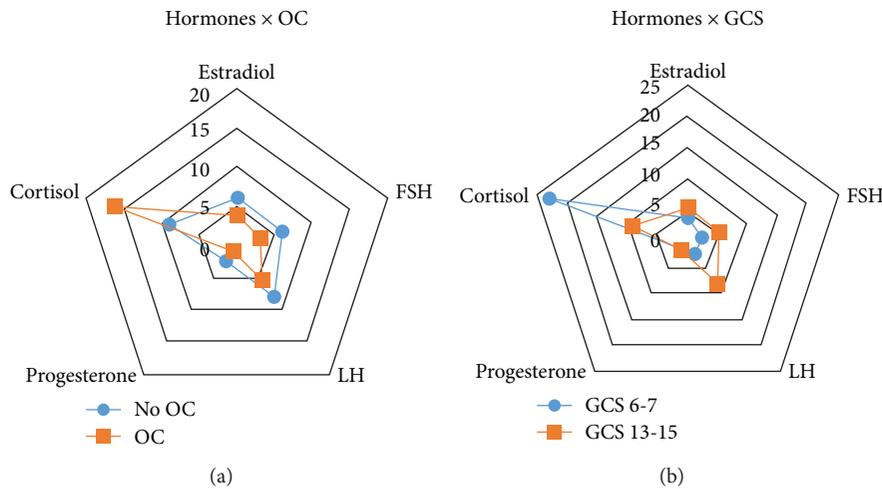 Hormones × OC
Estradiol
20
15
10
5
0
Cortisol
FSH
Progesterone
LH
No OC
OC
(a)
Hormones × GCS
Estradiol
25
20
15
10
5
0
Cortisol
FSH
Progesterone
LH
GCS 6-7
GCS 13-15
(b)